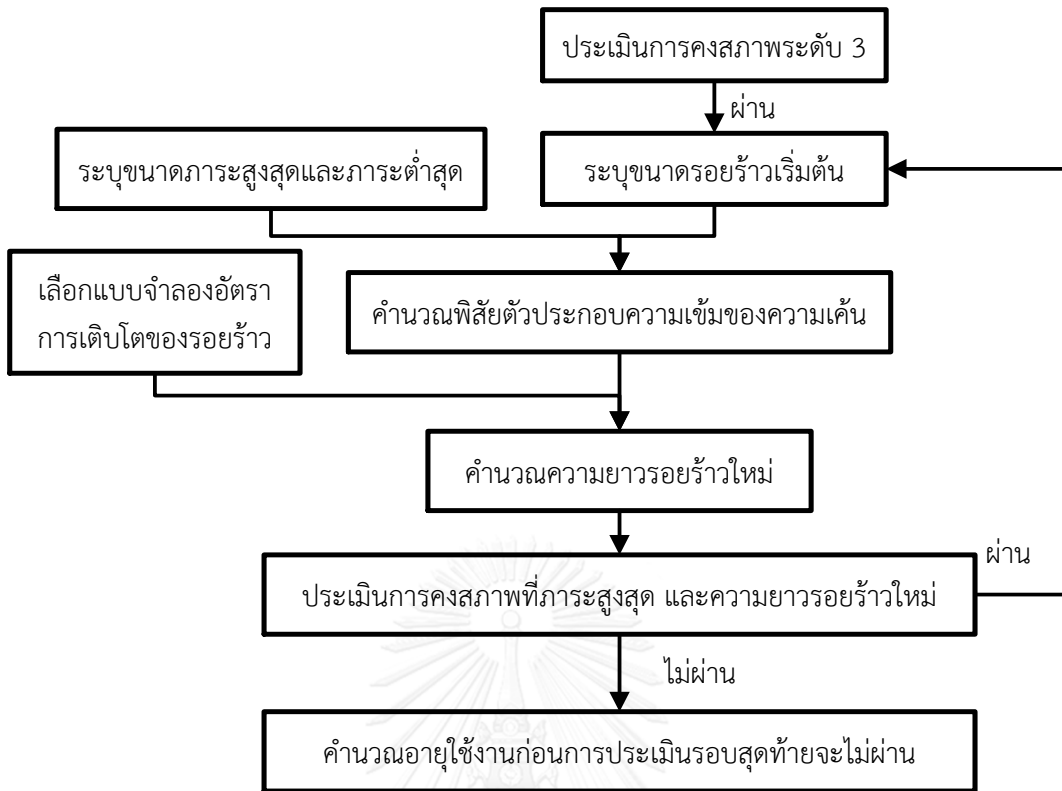 ประเมินการคงสภาพระดับ 3
ผ่าน
ระบุขนาดภาระสูงสุดและภาระต่ำสุด
ระบุขนาดรอยร้าวเริ่มต้น
เลือกแบบจำลองอัตรา
การเติบโตของรอยร้าว
คำนวณพิสัยตัวประกอบความเข้มของความเค้น
คำนวณความยาวรอยร้าวใหม่
ประเมินการคงสภาพที่ภาระสูงสุด และความยาวรอยร้าวใหม่
ผ่าน
ไม่ผ่าน
คำนวณอายุใช้งานก่อนการประเมินรอบสุดท้ายจะไม่ผ่าน